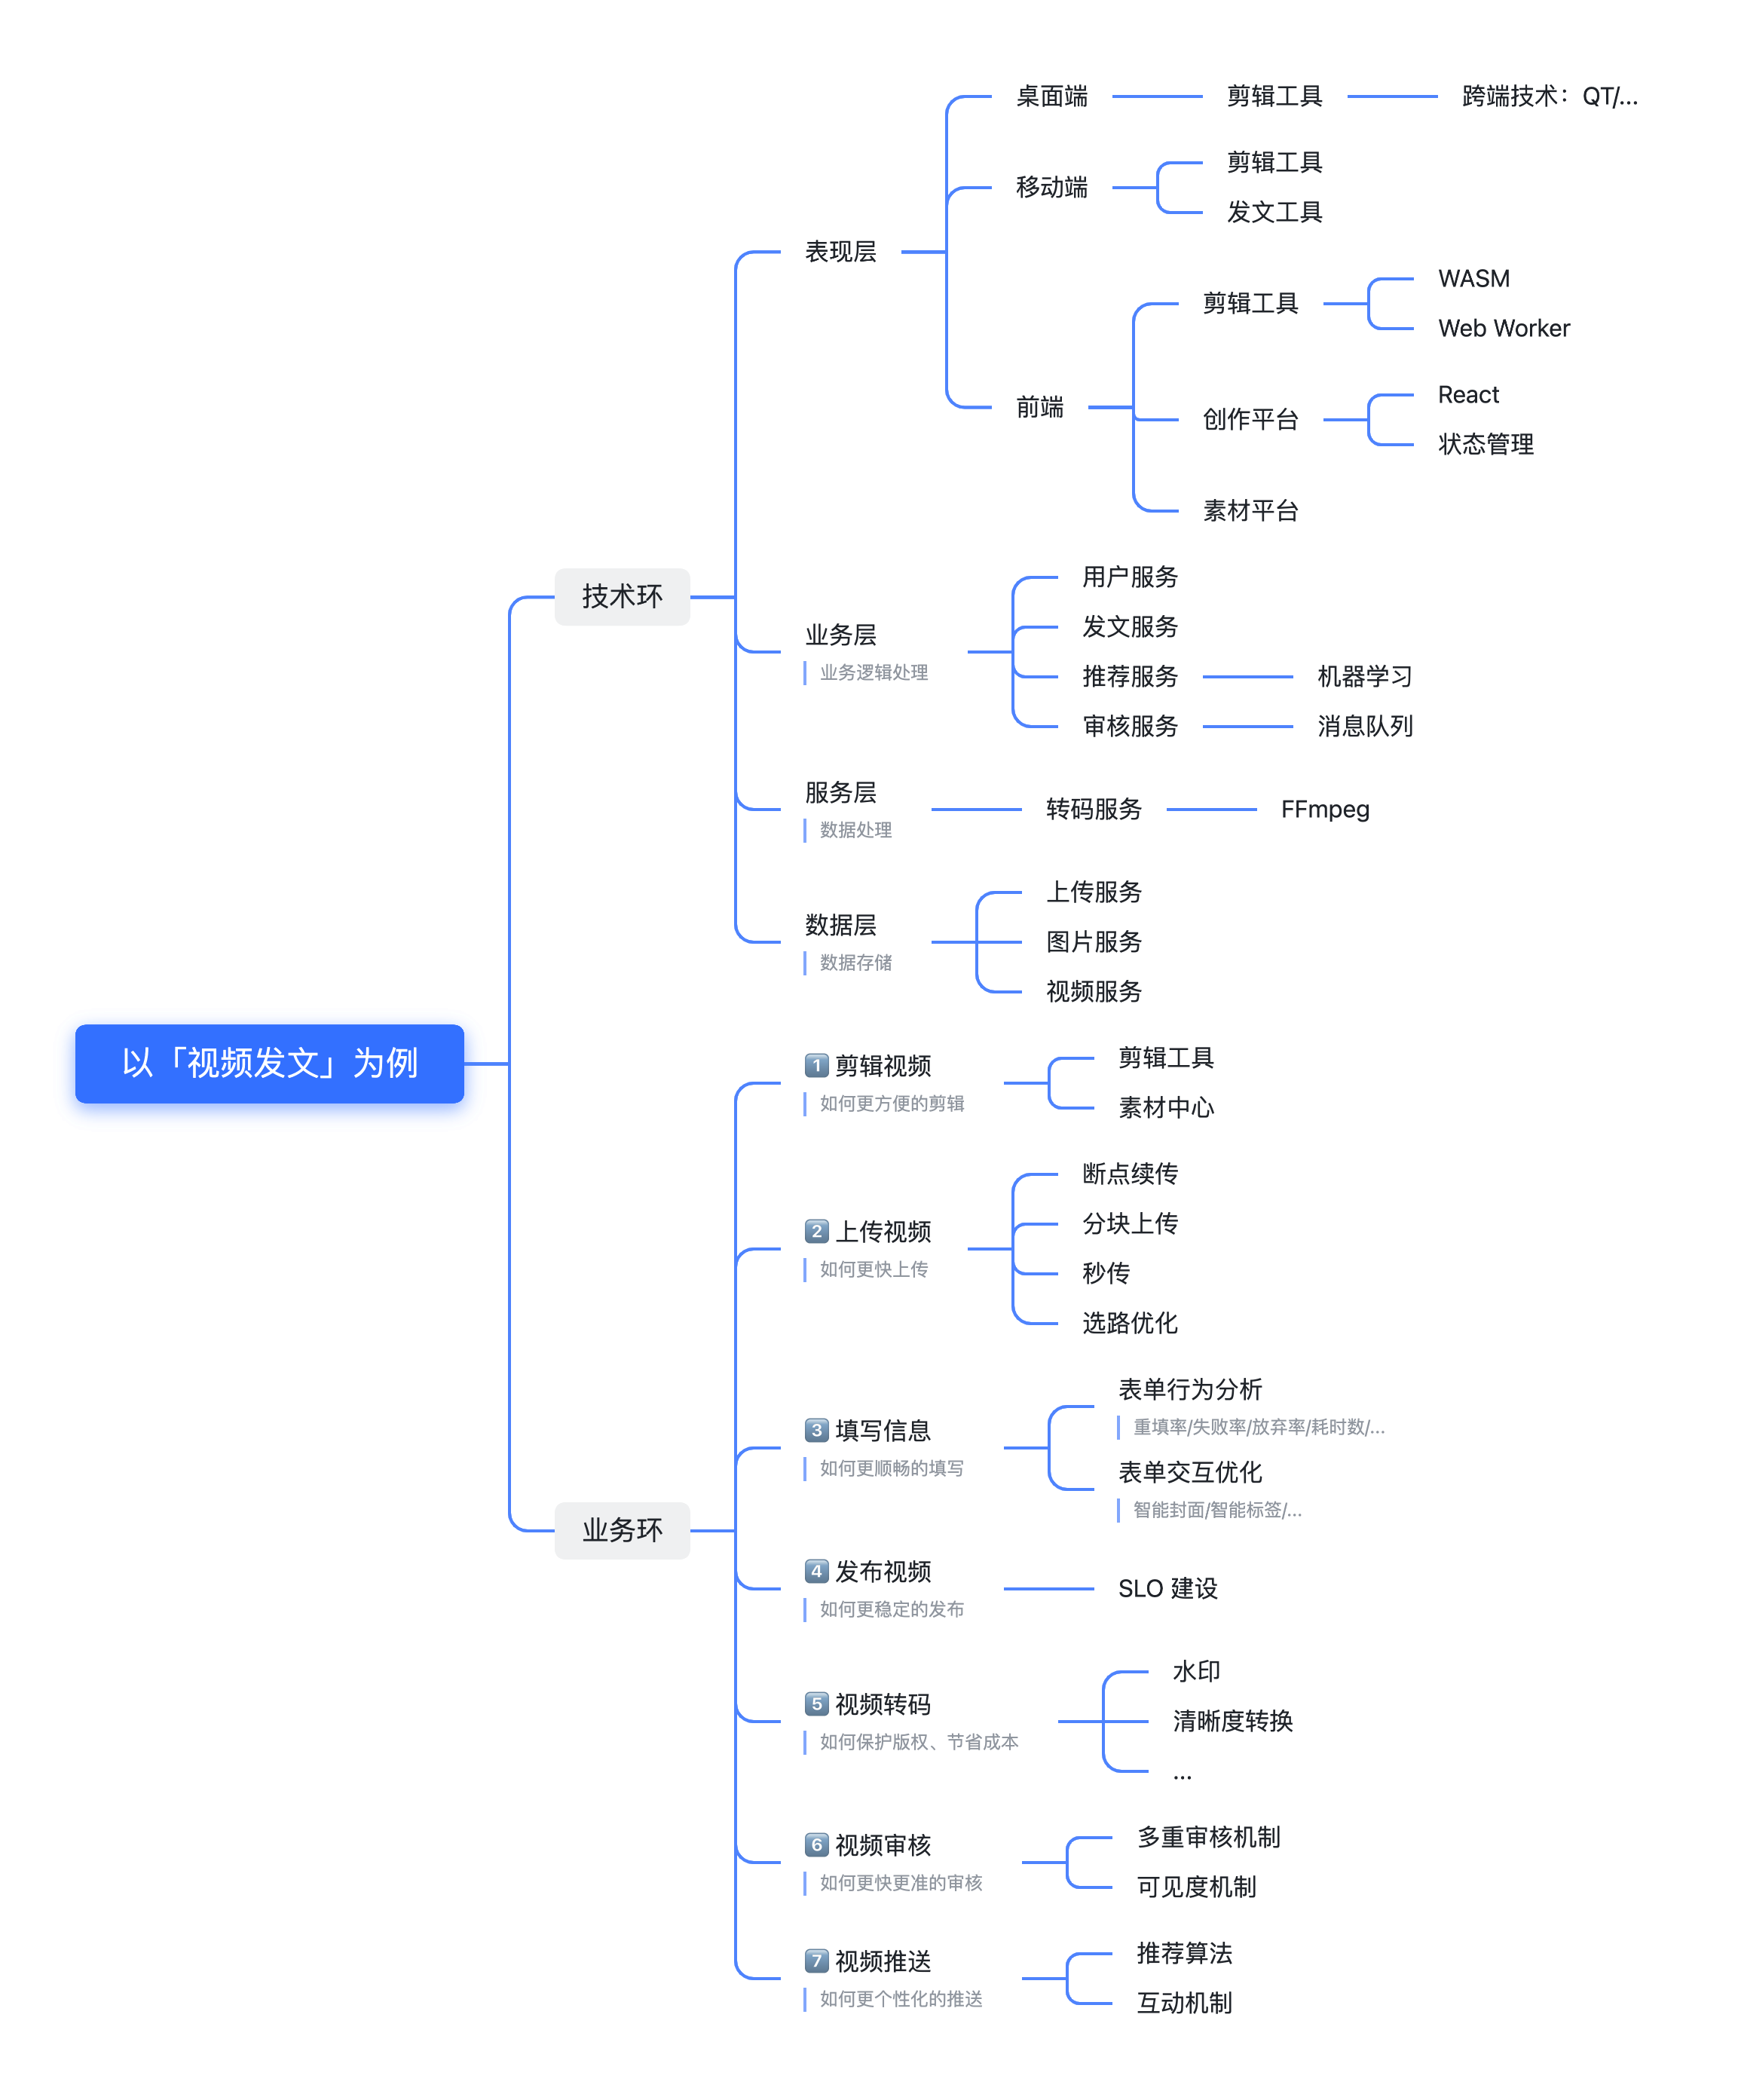 以「视频发文」为例
技术环
表现层
桌面端
剪辑工具
跨端技术：QT/...
移动端
剪辑工具
发文工具
前端
剪辑工具
WASM
Web Worker
创作平台
React
状态管理
素材平台
业务层
业务逻辑处理
用户服务
发文服务
推荐服务
机器学习
审核服务
消息队列
服务层
数据处理
转码服务
FFmpeg
数据层
数据存储
上传服务
图片服务
视频服务
业务环
1 剪辑视频
如何更方便的剪辑
剪辑工具
素材中心
2 上传视频
如何更快上传
断点续传
分块上传
秒传
选路优化
3 填写信息
如何更顺畅的填写
表单行为分析
重填率/失败率/放弃率/耗时数/...
表单交互优化
智能封面/智能标签/...
4 发布视频
如何更稳定的发布
SLO 建设
5 视频转码
如何保护版权、节省成本
水印
清晰度转换
...
6 视频审核
如何更快更准的审核
多重审核机制
可见度机制
7 视频推送
如何更个性化的推送
推荐算法
互动机制